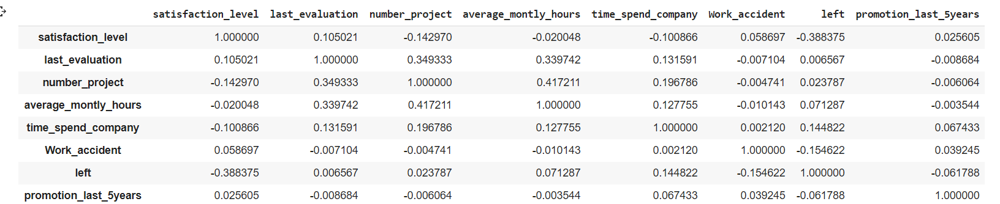 satisfaction_level last_evaluation number_project average_montly_hours time_spend_company Work_accident left promotion_last_5years
satisfaction_level 1.000000 0.105021 -0.142970 -0.020048 -0.100866 0.058697 -0.388375 0.025605
last_evaluation 0.105021 1.000000 0.349333 0.339742 0.131591 -0.007104 0.006567 -0.008684
number_project -0.142970 0.349333 1.000000 0.417211 0.196786 -0.004741 0.023787 -0.006064
average_montly_hours -0.020048 0.339742 0.417211 1.000000 0.127755 -0.010143 0.071287 -0.003544
time_spend_company -0.100866 0.131591 0.196786 0.127755 1.000000 0.002120 0.144822 0.067433
Work_accident 0.058697 -0.007104 -0.004741 -0.010143 0.002120 1.000000 -0.154622 0.039245
left -0.388375 0.006567 0.023787 0.071287 0.144822 -0.154622 1.000000 -0.061788
promotion_last_5years 0.025605 -0.008684 -0.006064 -0.003544 0.067433 0.039245 -0.061788 1.000000